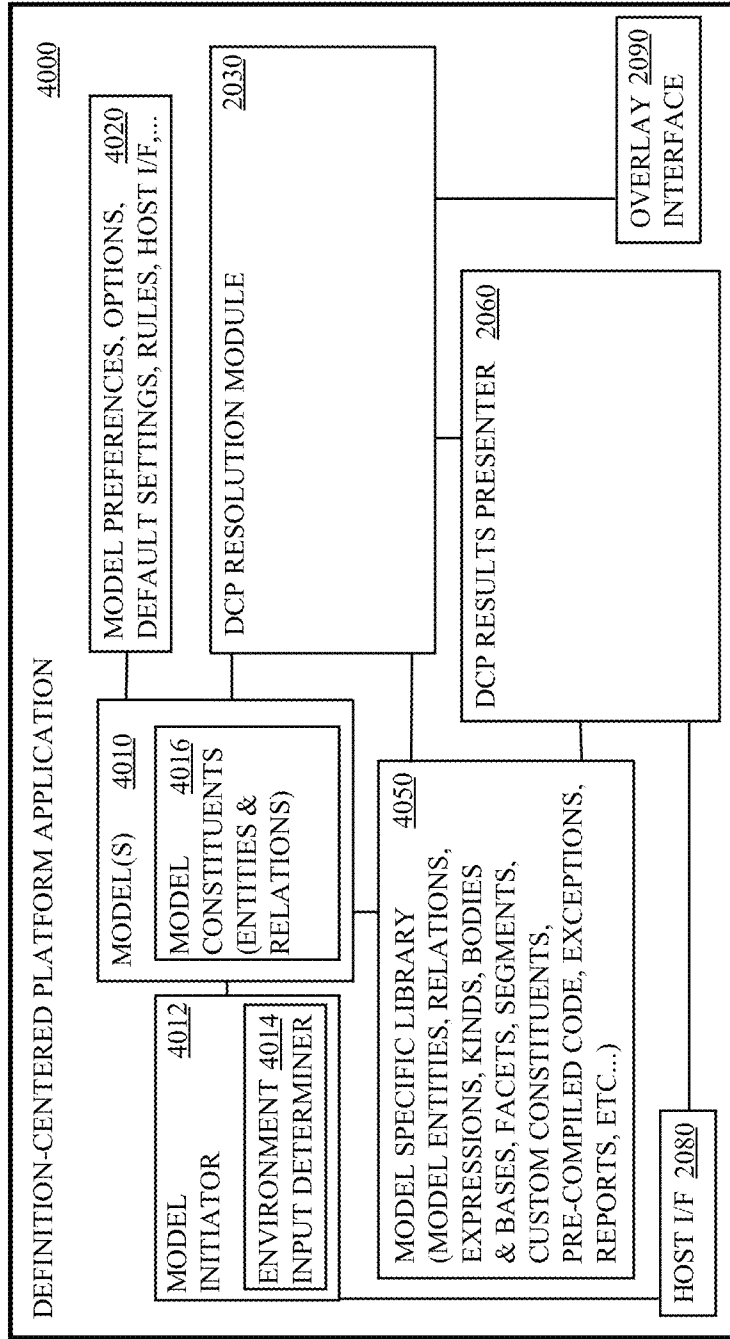 DEFINITION-CENTERED PLATFORM APPLICATION
4000
MODEL
INITIATOR
4012
ENVIRONMENT 4014
INPUT DETERMINER
MODEL(S) 4010
MODEL 4016
CONSTITUENTS
(ENTITIES &
RELATIONS)
MODEL PREFERENCES, OPTIONS, 4020
DEFAULT SETTINGS, RULES, HOST I/F,...
MODEL SPECIFIC LIBRARY 4050
(MODEL ENTITIES, RELATIONS,
EXPRESSIONS, KINDS, BODIES
& BASES, FACETS, SEGMENTS,
CUSTOM CONSTITUENTS,
PRE-COMPILED CODE, EXCEPTIONS,
REPORTS, ETC...)
DCP RESOLUTION MODULE 2030
DCP RESULTS PRESENTER 2060
HOST I/F 2080
OVERLAY 2090
INTERFACE